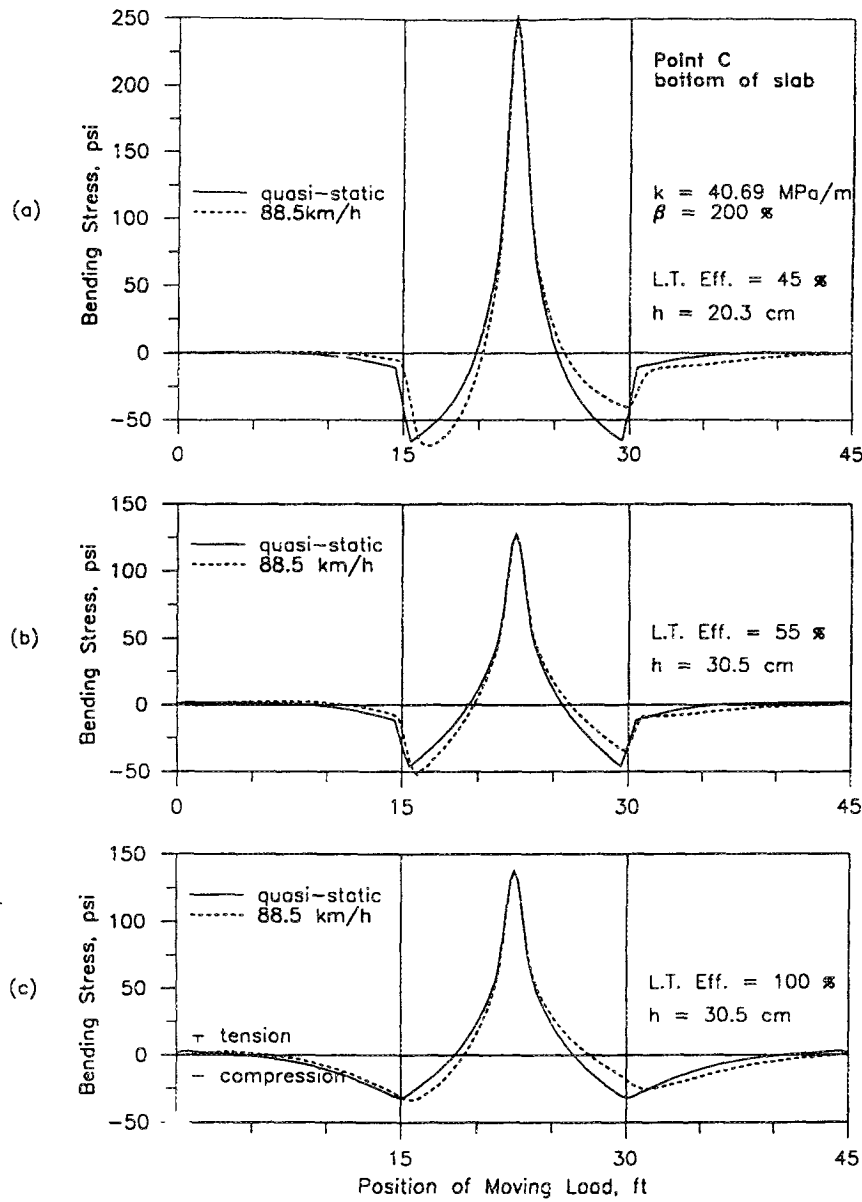 (a)
Bending Stress, psi
250
200
150
100
50
0
−50
Point C
bottom of slab
quasi-static
88.5km/h
k = 40.69 MPa/m
β = 200 %
L.T. Eff. = 45 %
h = 20.3 cm
0
15
30
45
(b)
Bending Stress, psi
150
100
50
0
−50
quasi-static
88.5 km/h
L.T. Eff. = 55 %
h = 30.5 cm
0
15
30
45
(c)
Bending Stress, psi
150
100
50
0
−50
quasi-static
88.5 km/h
L.T. Eff. = 100 %
h = 30.5 cm
┬ tension
− compression
15
30
45
Position of Moving Load, ft